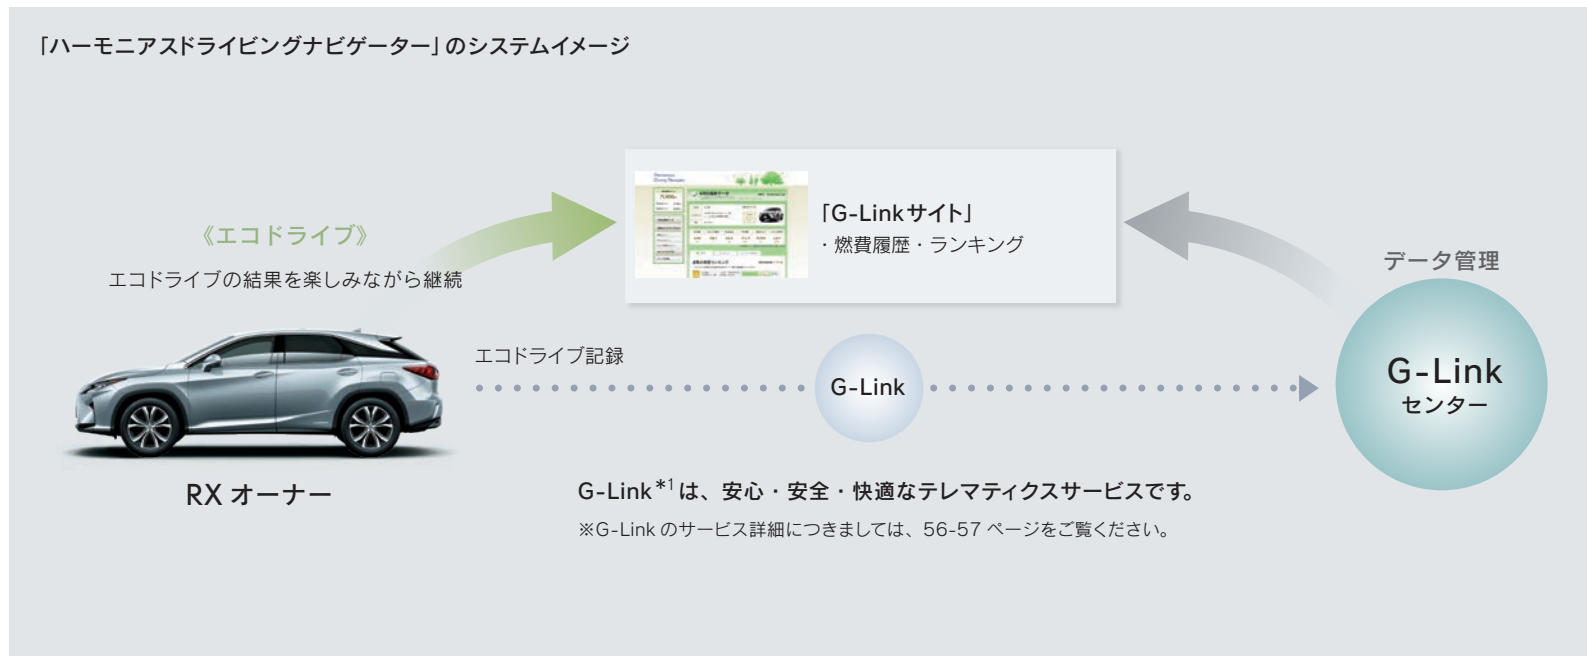 「ハーモニアスドライビングナビゲーター」のシステムイメージ
「G-Linkサイト」
・燃費履歴・ランキング
《エコドライブ》
エコドライブの結果を楽しみながら継続
データ管理
エコドライブ記録
G-Link
G-Link
センター
RX オーナー
G-Link*1は、安心・安全・快適なテレマティクスサービスです。
※G-Link のサービス詳細につきましては、56-57 ページをご覧ください。